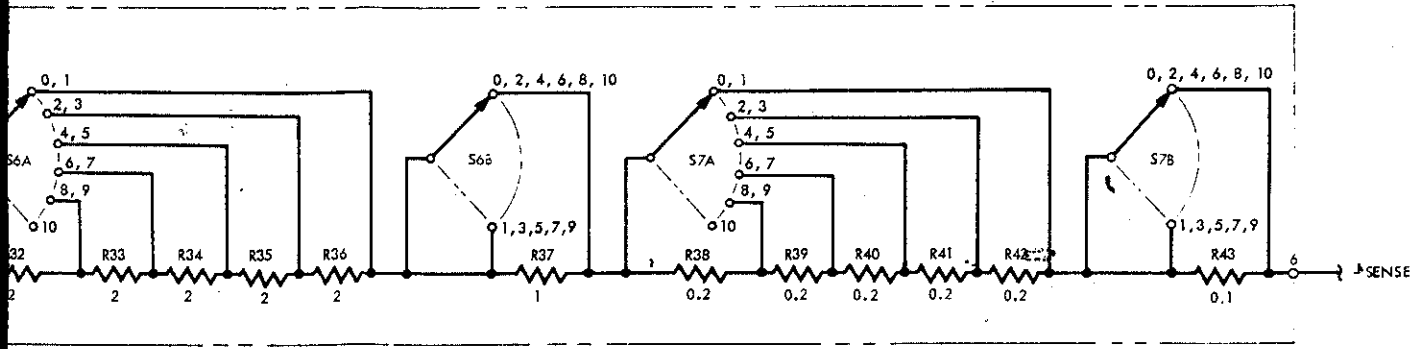 0, 1
2, 3
4, 5
6, 7
8, 9
10
S6A
0, 2, 4, 6, 8, 10
S6B
1,3,5,7,9
0, 1
2, 3
4, 5
6, 7
8, 9
10
S7A
0, 2, 4, 6, 8, 10
S7B
1,3,5,7,9
R33
R34
R35
R36
R37
R38
R39
R40
R41
R42
R43
6
SENSE
2
2
2
2
2
1
0.2
0.2
0.2
0.2
0.2
0.1